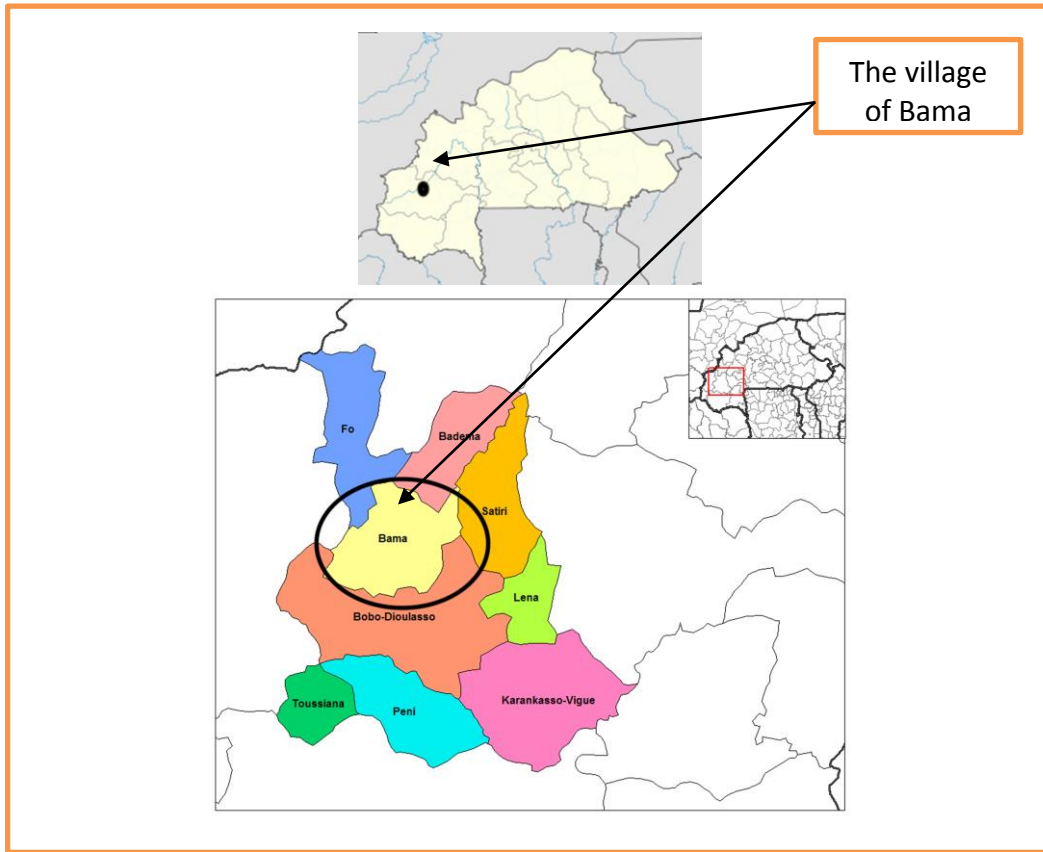 The village
of Bama
Fo
Badema
Satiri
Bama
Lena
Bobo-Dioulasso
Karankasso-Vigue
Toussiana
Peni